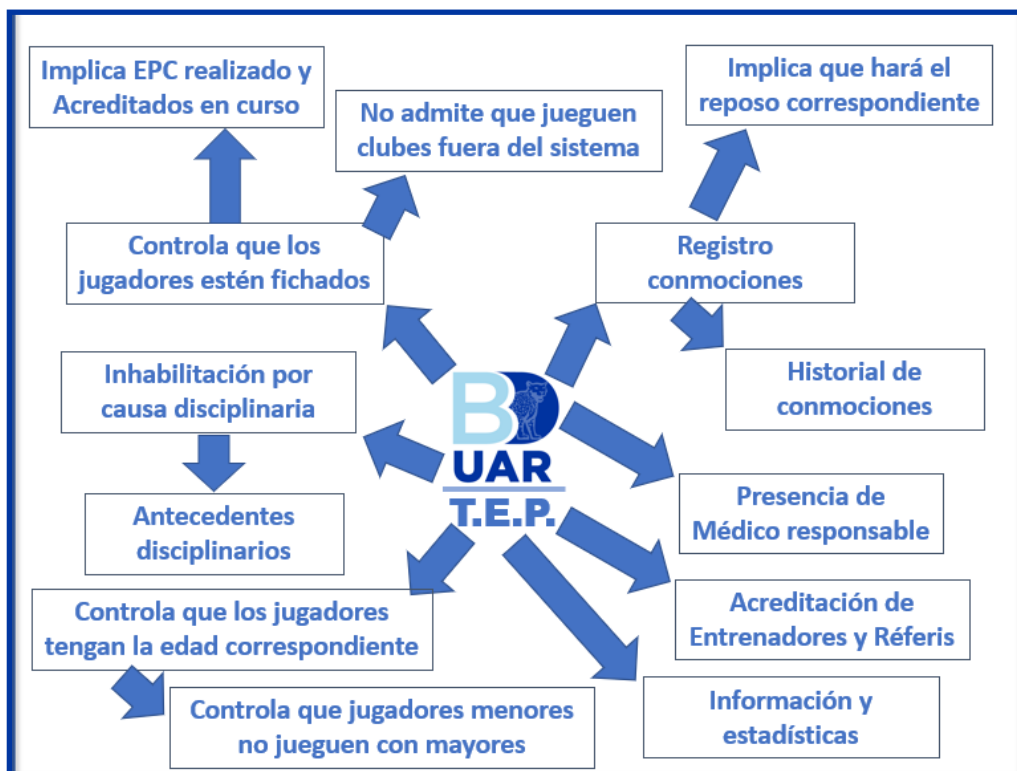 Implica EPC realizado y
Acreditados en curso
No admite que jueguen
clubes fuera del sistema
Implica que hará el
reposo correspondiente
Controla que los
jugadores estén fichados
Registro
conmociones
Inhabilitación por
causa disciplinaria
Historial de
conmociones
BD
UAR
T.E.P.
Antecedentes
disciplinarios
Presencia de
Médico responsable
Controla que los jugadores
tengan la edad correspondiente
Acreditación de
Entrenadores y Réferis
Controla que jugadores menores
no jueguen con mayores
Información y
estadísticas